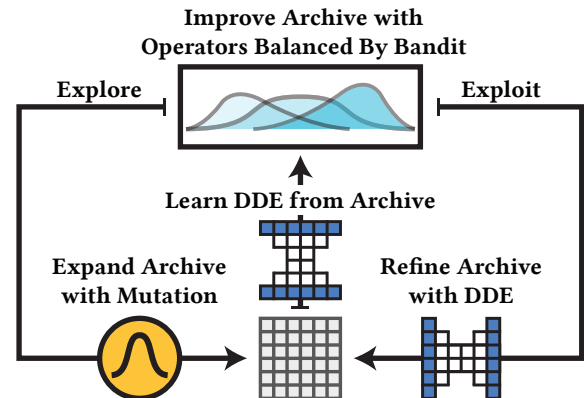 Improve Archive with
Operators Balanced By Bandit
Explore
Exploit
Learn DDE from Archive
Expand Archive
with Mutation
Refine Archive
with DDE